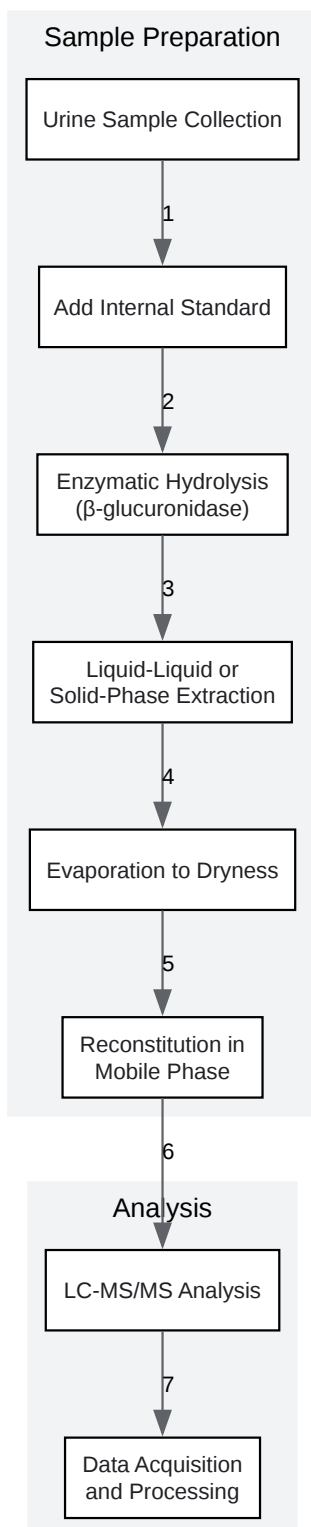 Sample Preparation
Urine Sample Collection
1
Add Internal Standard
2
Enzymatic Hydrolysis
(β-glucuronidase)
3
Liquid-Liquid or
Solid-Phase Extraction
4
Evaporation to Dryness
5
Reconstitution in
Mobile Phase
6
Analysis
LC-MS/MS Analysis
7
Data Acquisition
and Processing